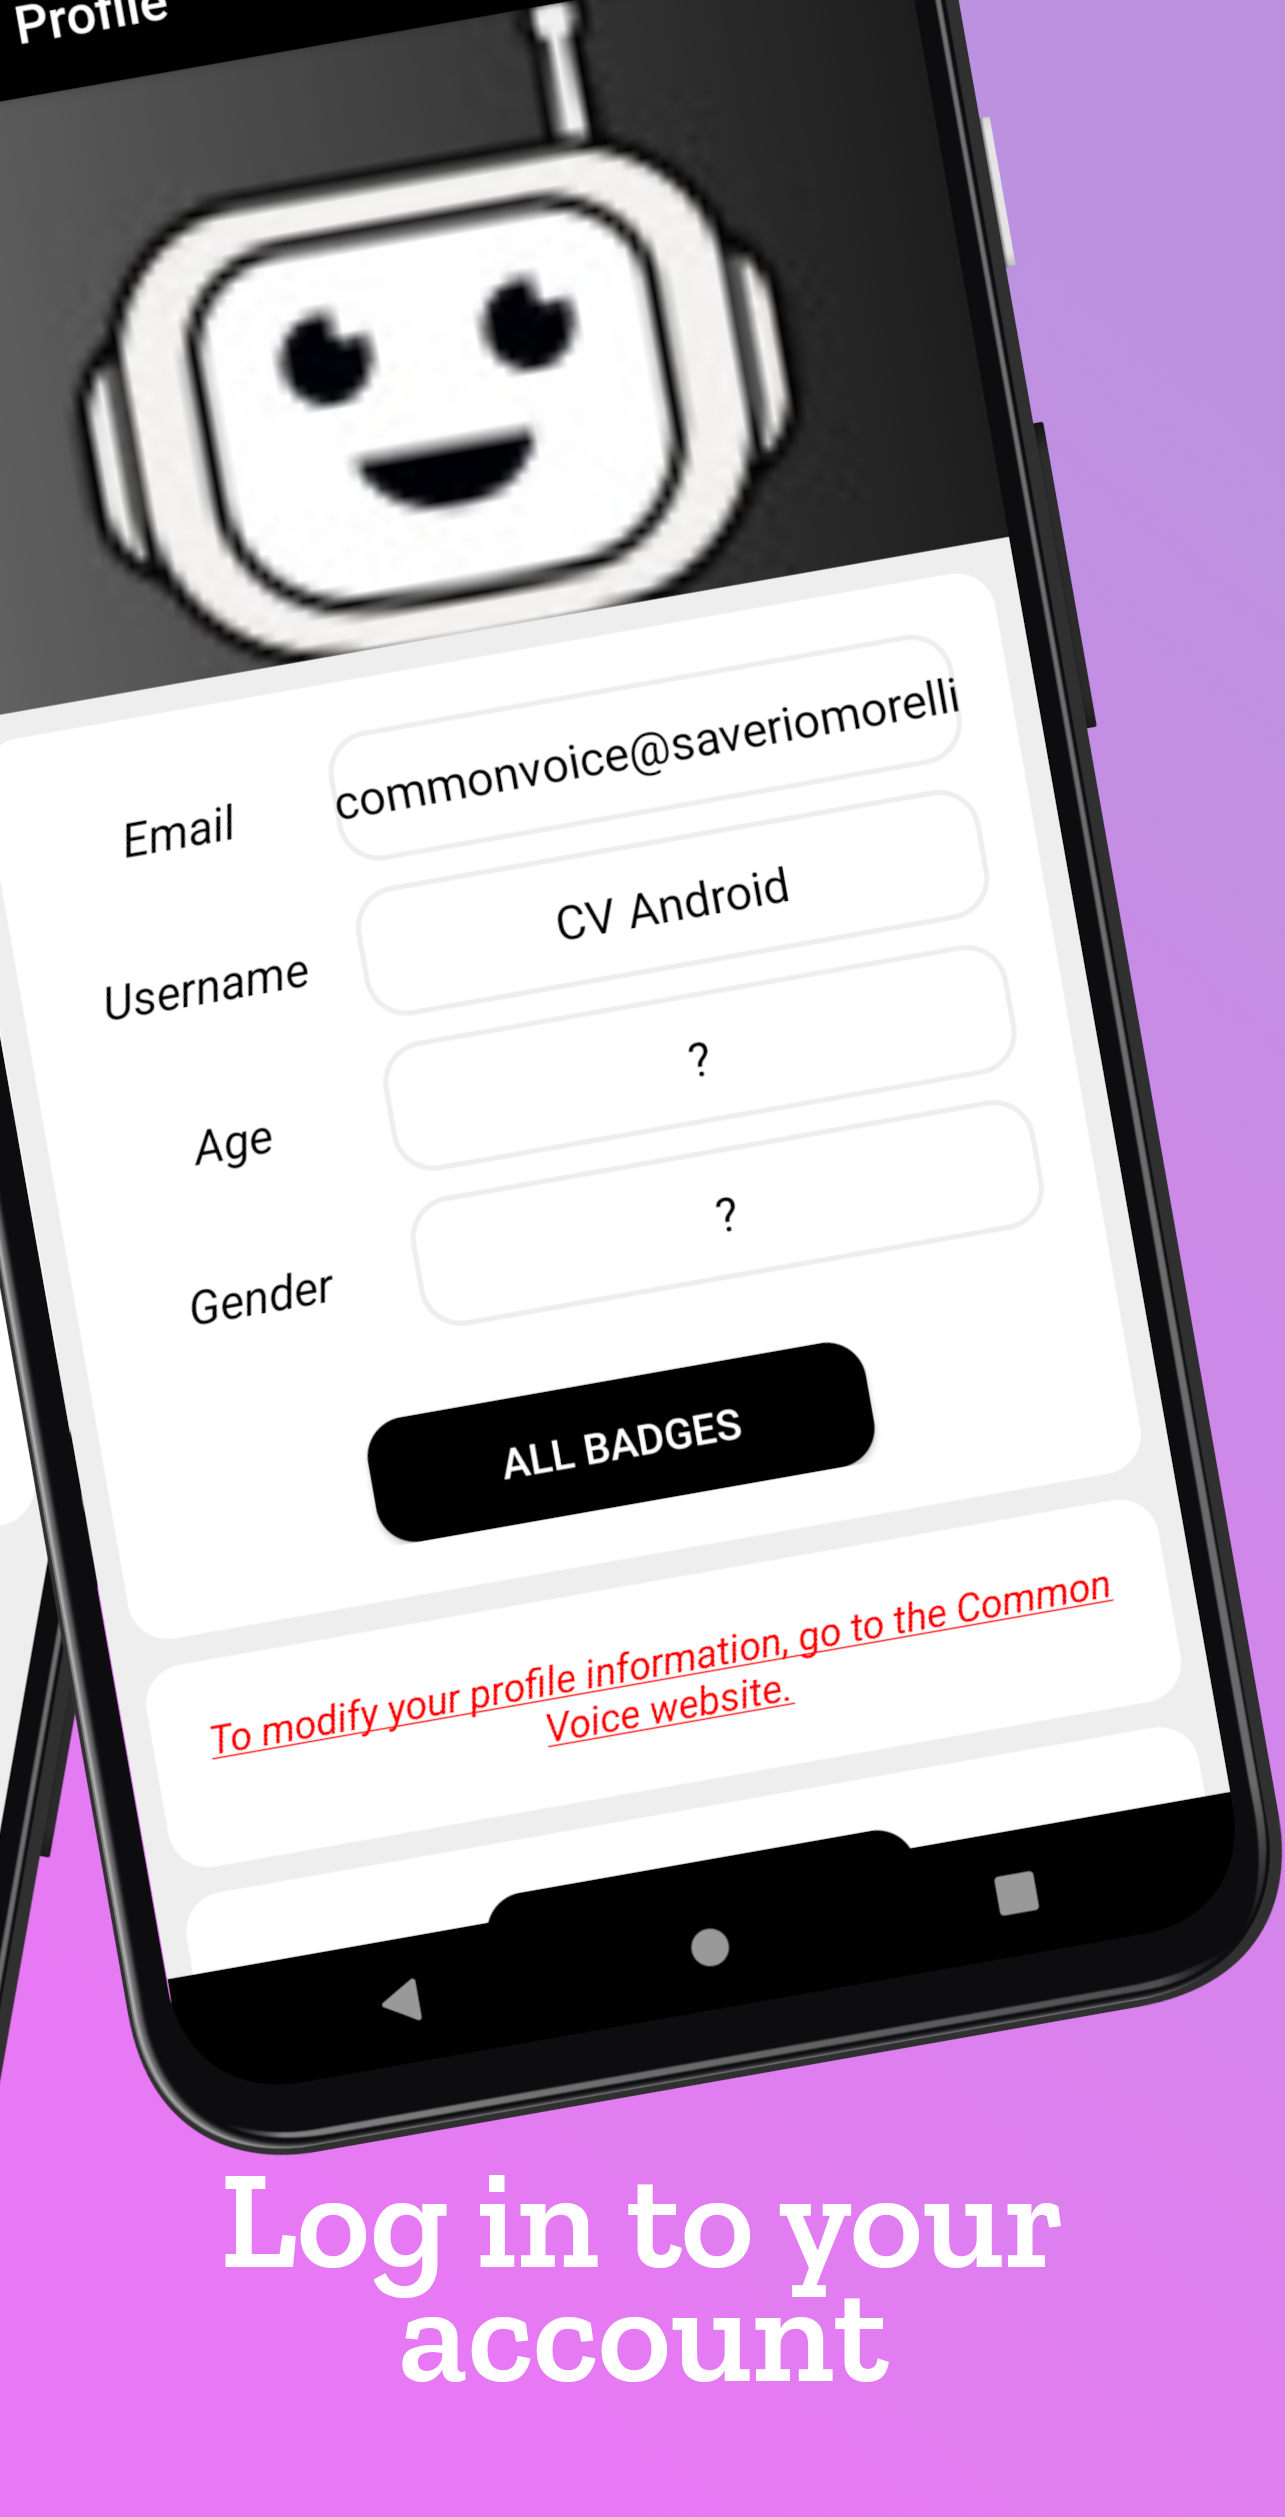 Profile
Email
commonvoice@saveriomorelli
Username
CV Android
Age
?
Gender
?
ALL BADGES
To modify your profile information, go to the Common
Voice website.
Log in to your
account